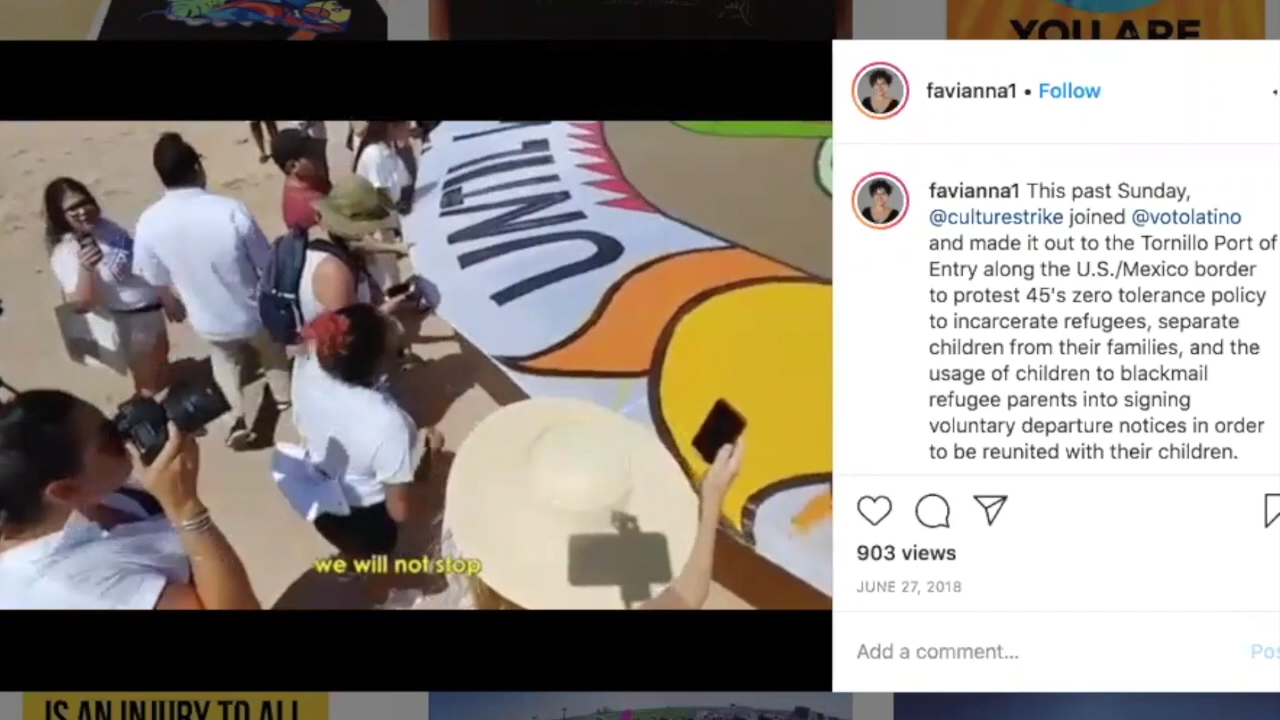 YOU ARE
UNTIL
we will not stop
favianna1 • Follow
favianna1 This past Sunday,
@culturestrike joined @votolatino
and made it out to the Tornillo Port of
Entry along the U.S./Mexico border
to protest 45's zero tolerance policy
to incarcerate refugees, separate
children from their families, and the
usage of children to blackmail
refugee parents into signing
voluntary departure notices in order
to be reunited with their children.
903 views
JUNE 27, 2018
Add a comment...
Pos
IS AN INJURY TO ALL